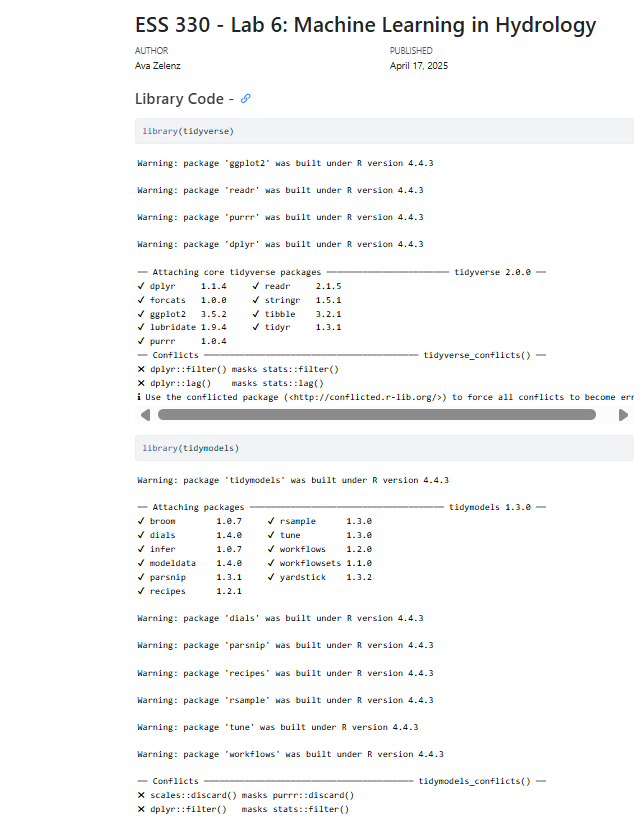 ESS 330 - Lab 6: Machine Learning in Hydrology
AUTHOR
PUBLISHED
Ava Zelenz
April 17, 2025
Library Code -
library(tidyverse)
Warning: package 'ggplot2' was built under R version 4.4.3
Warning: package 'readr' was built under R version 4.4.3
Warning: package 'purrr' was built under R version 4.4.3
Warning: package 'dplyr' was built under R version 4.4.3
── Attaching core tidyverse packages ──────────────────────── tidyverse 2.0.0 ──
✔ dplyr     1.1.4     ✔ readr     2.1.5
✔ forcats   1.0.0     ✔ stringr   1.5.1
✔ ggplot2   3.5.2     ✔ tibble    3.2.1
✔ lubridate 1.9.4     ✔ tidyr     1.3.1
✔ purrr     1.0.4
── Conflicts ────────────────────────────────────────── tidyverse_conflicts() ──
✖ dplyr::filter() masks stats::filter()
✖ dplyr::lag()    masks stats::lag()
ℹ Use the conflicted package (<http://conflicted.r-lib.org/>) to force all conflicts to become err
library(tidymodels)
Warning: package 'tidymodels' was built under R version 4.4.3
── Attaching packages ────────────────────────────────────── tidymodels 1.3.0 ──
✔ broom        1.0.7     ✔ rsample      1.3.0
✔ dials        1.4.0     ✔ tune         1.3.0
✔ infer        1.0.7     ✔ workflows    1.2.0
✔ modeldata    1.4.0     ✔ workflowsets 1.1.0
✔ parsnip      1.3.1     ✔ yardstick    1.3.2
✔ recipes      1.2.1
Warning: package 'dials' was built under R version 4.4.3
Warning: package 'parsnip' was built under R version 4.4.3
Warning: package 'recipes' was built under R version 4.4.3
Warning: package 'rsample' was built under R version 4.4.3
Warning: package 'tune' was built under R version 4.4.3
Warning: package 'workflows' was built under R version 4.4.3
── Conflicts ───────────────────────────────────────── tidymodels_conflicts() ──
✖ scales::discard() masks purrr::discard()
✖ dplyr::filter()   masks stats::filter()